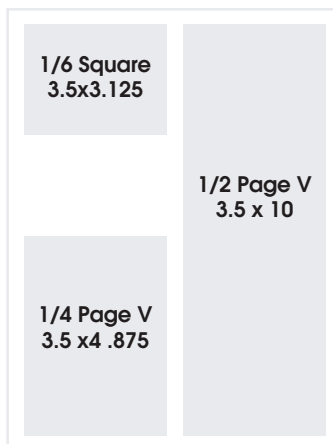 1/6 Square
3.5x3.125
1/2 Page V
3.5 x 10
1/4 Page V
3.5 x4 .875